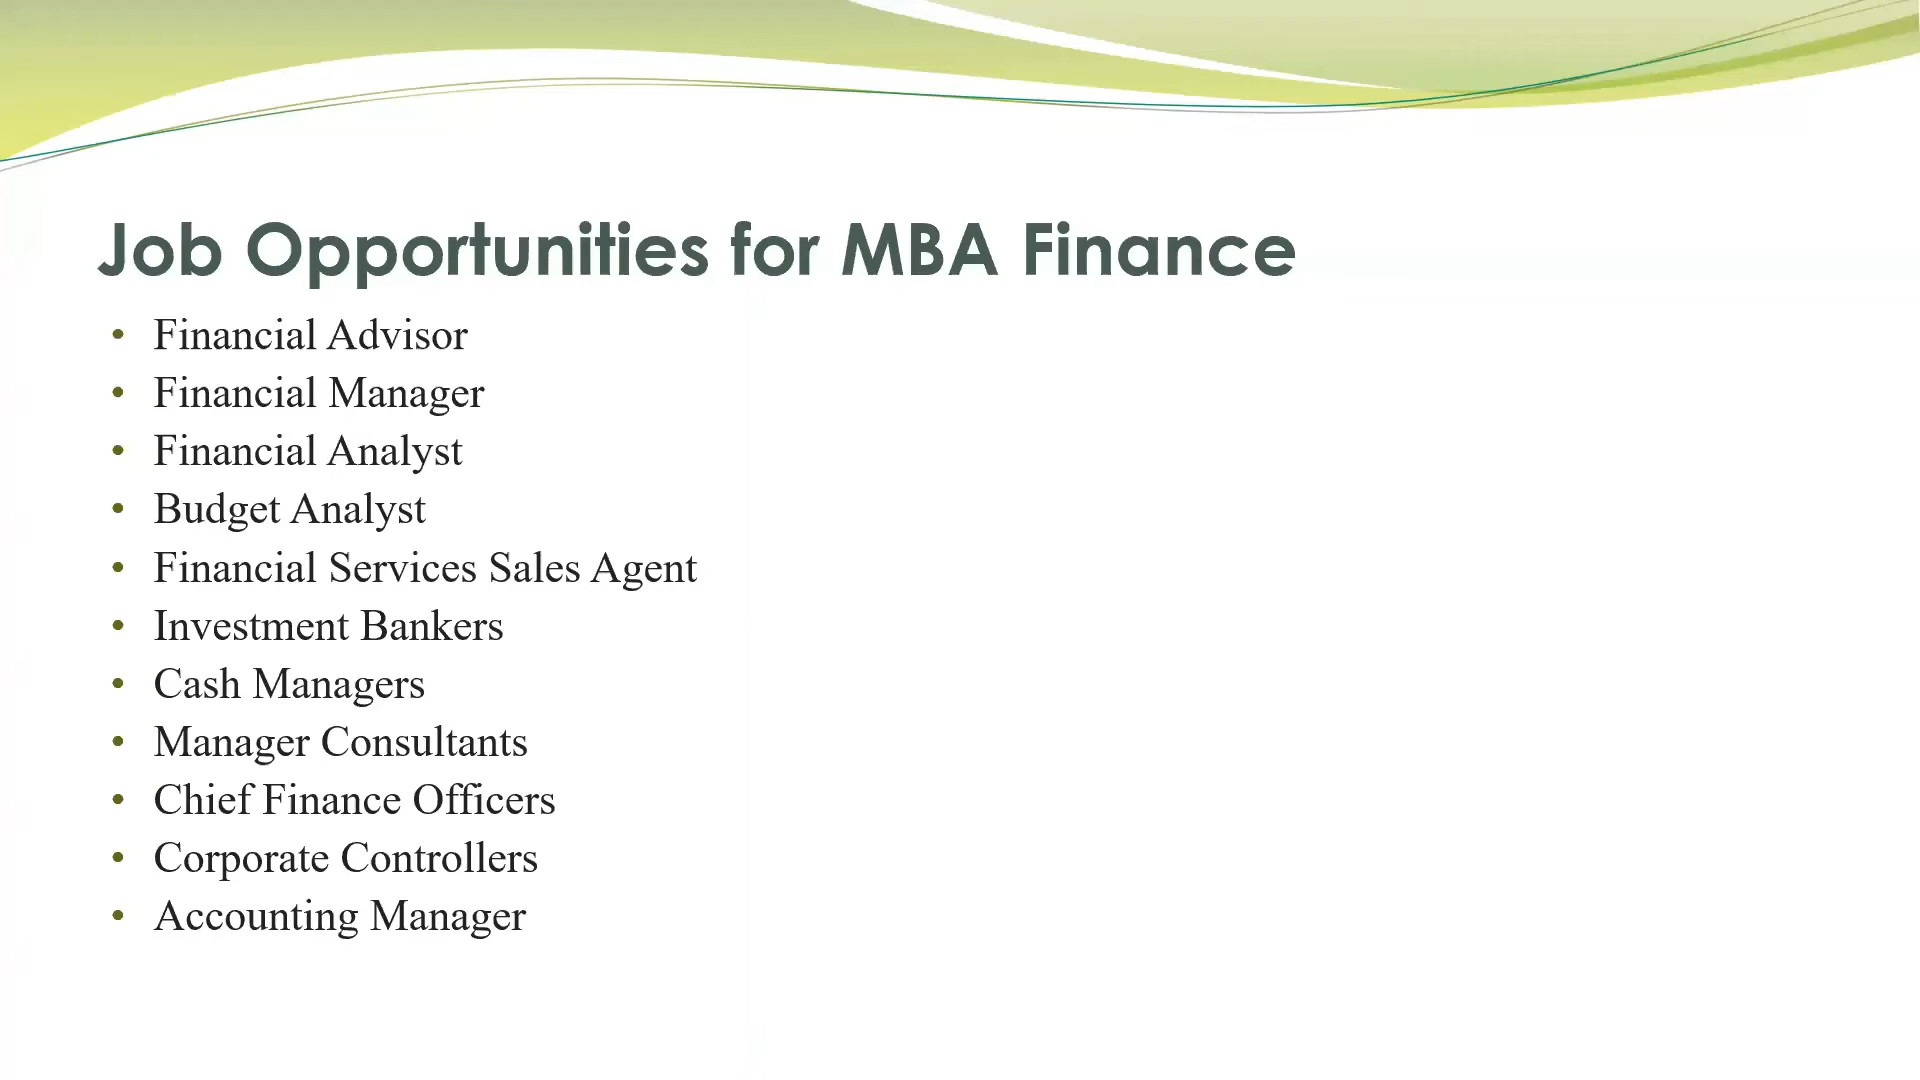 Job Opportunities for MBA Finance
• Financial Advisor
• Financial Manager
• Financial Analyst
• Budget Analyst
• Financial Services Sales Agent
• Investment Bankers
• Cash Managers
• Manager Consultants
• Chief Finance Officers
• Corporate Controllers
• Accounting Manager